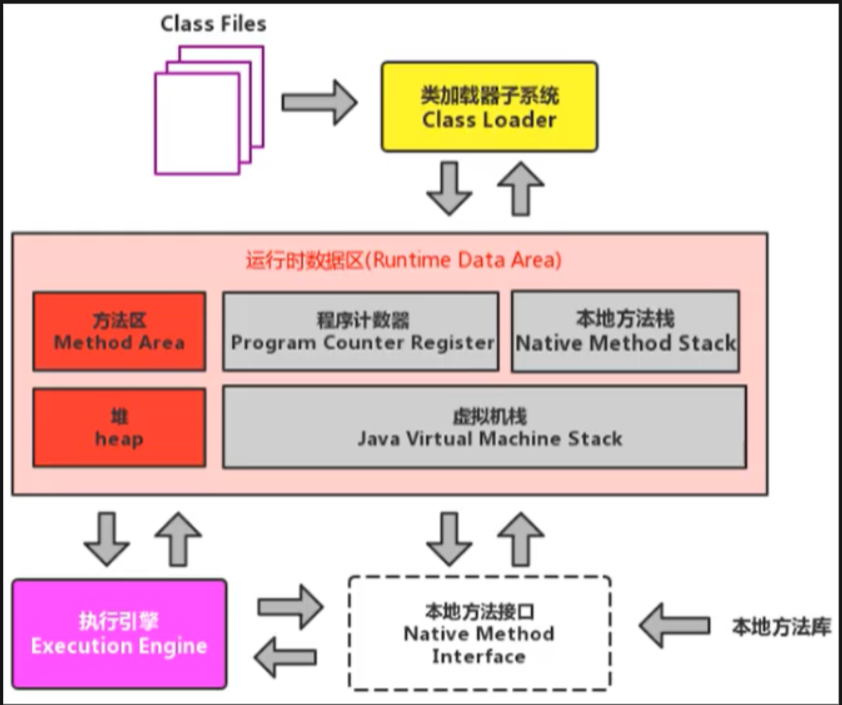 Class Files
类加载器子系统
Class Loader
运行时数据区(Runtime Data Area)
方法区
Method Area
程序计数器
Program Counter Register
本地方法栈
Native Method Stack
堆
heap
虚拟机栈
Java Virtual Machine Stack
执行引擎
Execution Engine
本地方法接口
Native Method
Interface
本地方法库